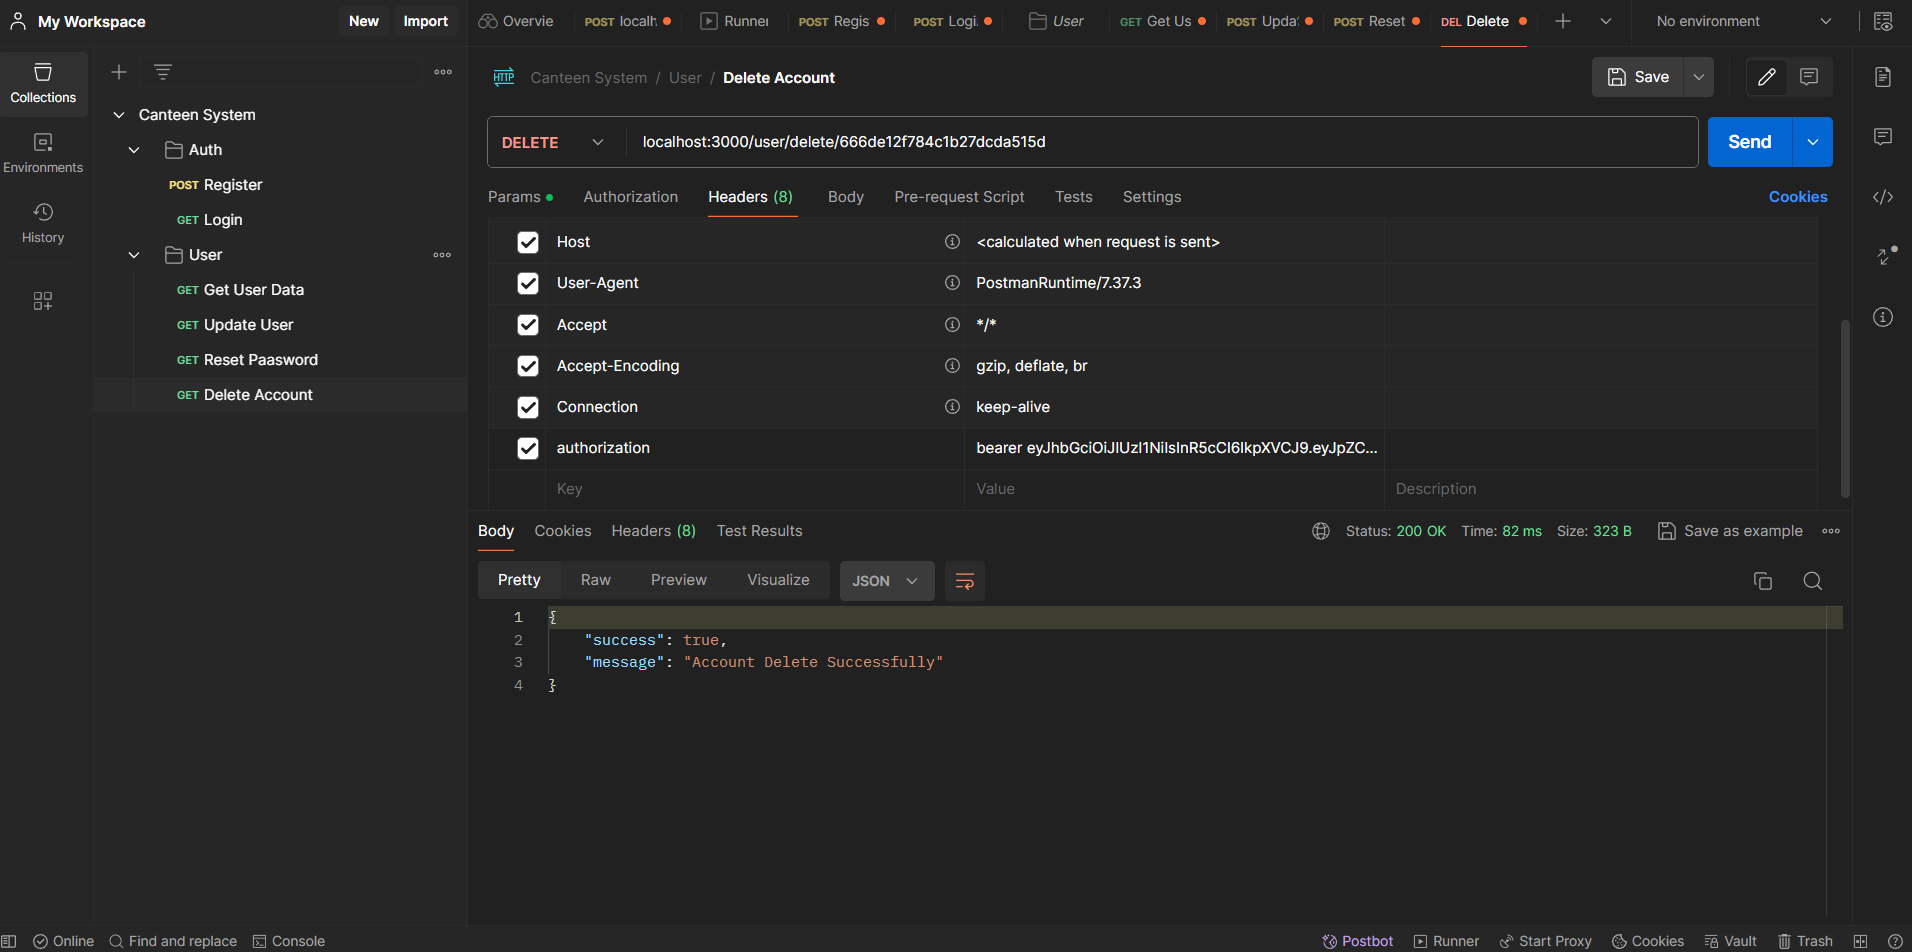 My Workspace
New
Import
Overvie
POST localh
Runner
POST Regis
POST Logi
User
GET Get Us
POST Upda
POST Reset
DEL Delete
No environment
Collections
Environments
History
Canteen System
Auth
POST Register
GET Login
User
GET Get User Data
GET Update User
GET Reset Paasword
GET Delete Account
HTTP
Canteen System / User / Delete Account
Save
DELETE
localhost:3000/user/delete/666de12f784c1b27dcda515d
Send
Params
Authorization
Headers (8)
Body
Pre-request Script
Tests
Settings
Cookies
Host
<calculated when request is sent>
User-Agent
PostmanRuntime/7.37.3
Accept
*/*
Accept-Encoding
gzip, deflate, br
Connection
keep-alive
authorization
bearer eyJhbGciOiJIUzI1NiIsInR5cCI6IkpXVCJ9.eyJpZC...
Key
Value
Description
Body
Cookies
Headers (8)
Test Results
Status: 200 OK
Time: 82 ms
Size: 323 B
Save as example
Pretty
Raw
Preview
Visualize
JSON
1 {
2 "success": true,
3 "message": "Account Delete Successfully"
4 }
Online
Find and replace
Console
Postbot
Runner
Start Proxy
Cookies
Vault
Trash